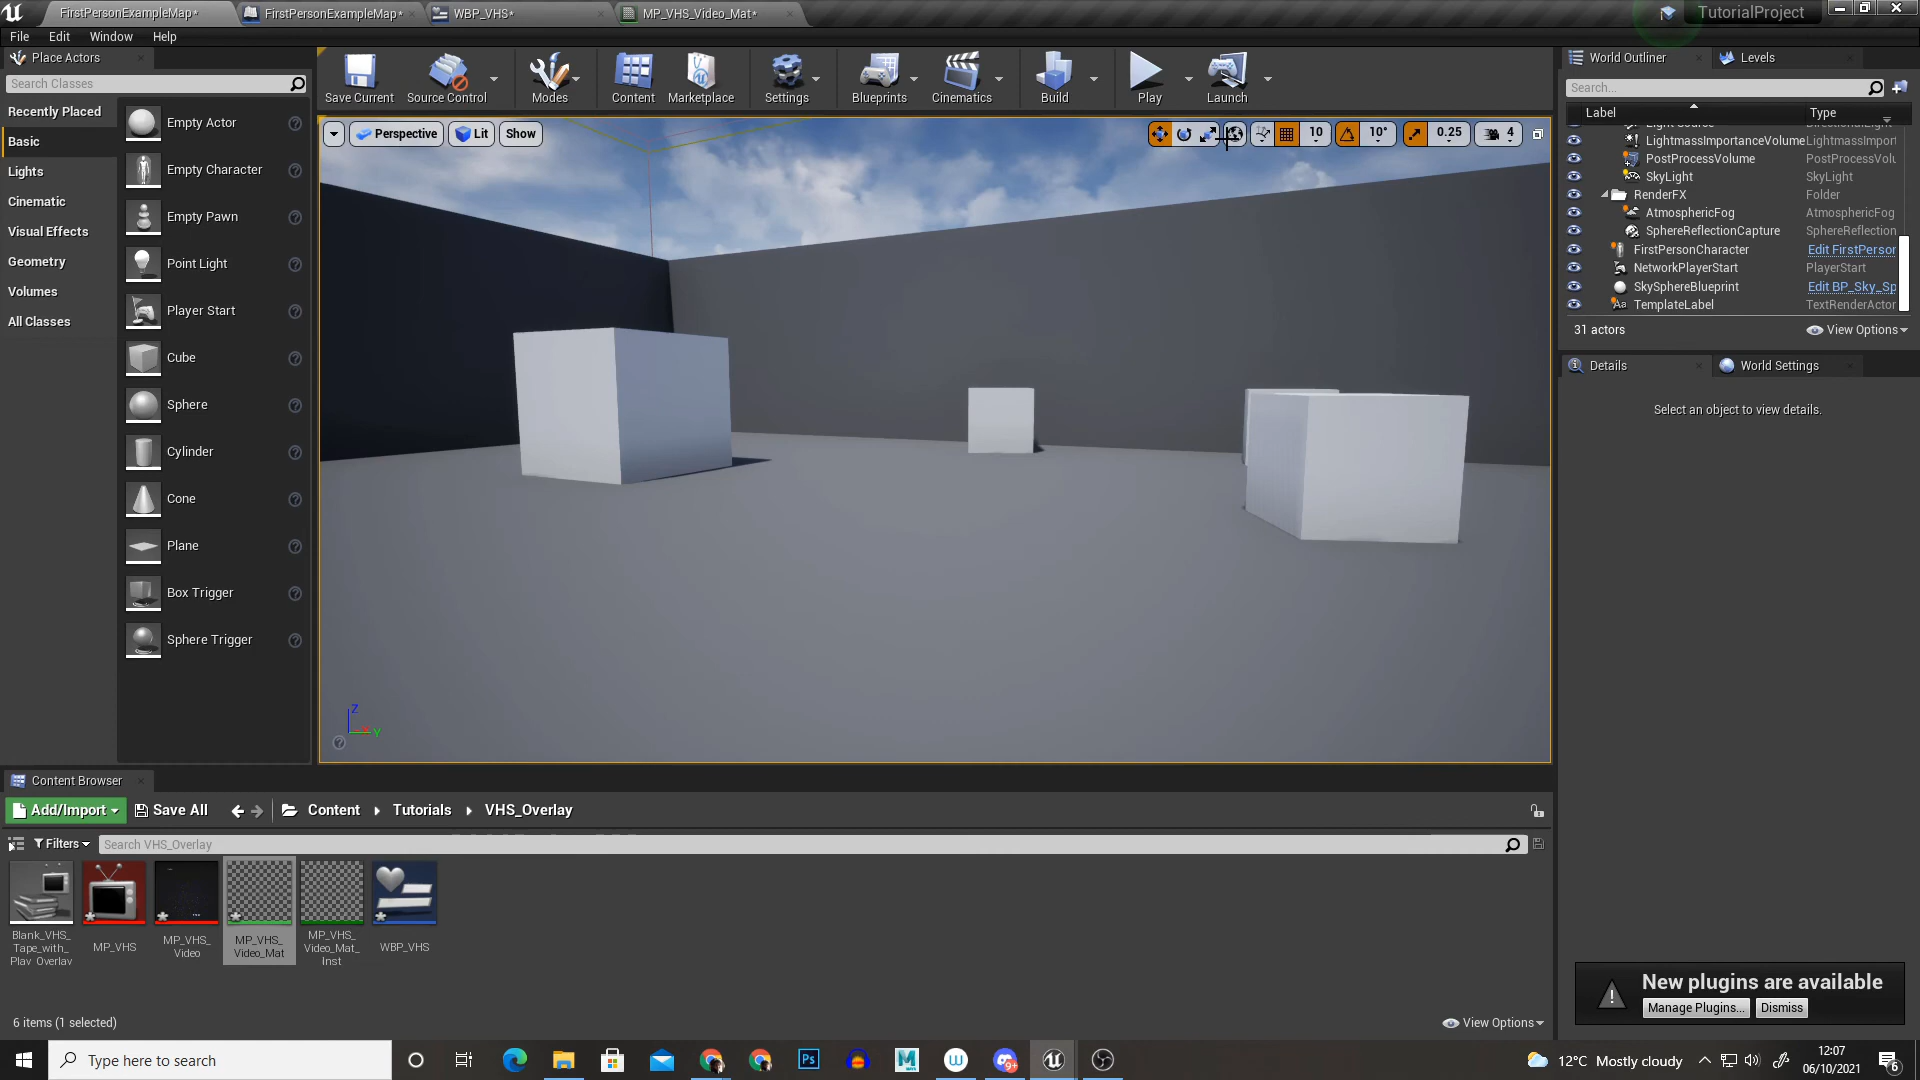 FirstPersonExampleMap*
FirstPersonExampleMap*
WBP_VHS*
MP_VHS_Video_Mat*
TutorialProject
File
Edit
Window
Help
Place Actors
Search Classes
Recently Placed
Basic
Lights
Cinematic
Visual Effects
Geometry
Volumes
All Classes
Empty Actor
Empty Character
Empty Pawn
Point Light
Player Start
Cube
Sphere
Cylinder
Cone
Plane
Box Trigger
Sphere Trigger
Save Current
Source Control
Modes
Content
Marketplace
Settings
Blueprints
Cinematics
Build
Play
Launch
Perspective
Lit
Show
10
10°
0.25
4
Z
Y
World Outliner
Levels
Search...
Label
Type
LightmassImportanceVolume
LightmassImport
PostProcessVolume
PostProcessVolu
SkyLight
SkyLight
RenderFX
Folder
AtmosphericFog
AtmosphericFog
SphereReflectionCapture
SphereReflection
FirstPersonCharacter
Edit FirstPerson
NetworkPlayerStart
PlayerStart
SkySphereBlueprint
Edit BP_Sky_Sp
TemplateLabel
TextRenderActor
31 actors
View Options
Details
World Settings
Select an object to view details.
Content Browser
Add/Import
Save All
Content
Tutorials
VHS_Overlay
Filters
Search VHS_Overlay
Blank_VHS_
Tape_with_
Play_Overlay
MP_VHS
MP_VHS_
Video
MP_VHS_
Video_Mat
MP_VHS_
Video_Mat_
Inst
WBP_VHS
6 items (1 selected)
View Options
New plugins are available
Manage Plugins...
Dismiss
Type here to search
Ps
M
W
9+
12°C
Mostly cloudy
12:07
06/10/2021
6